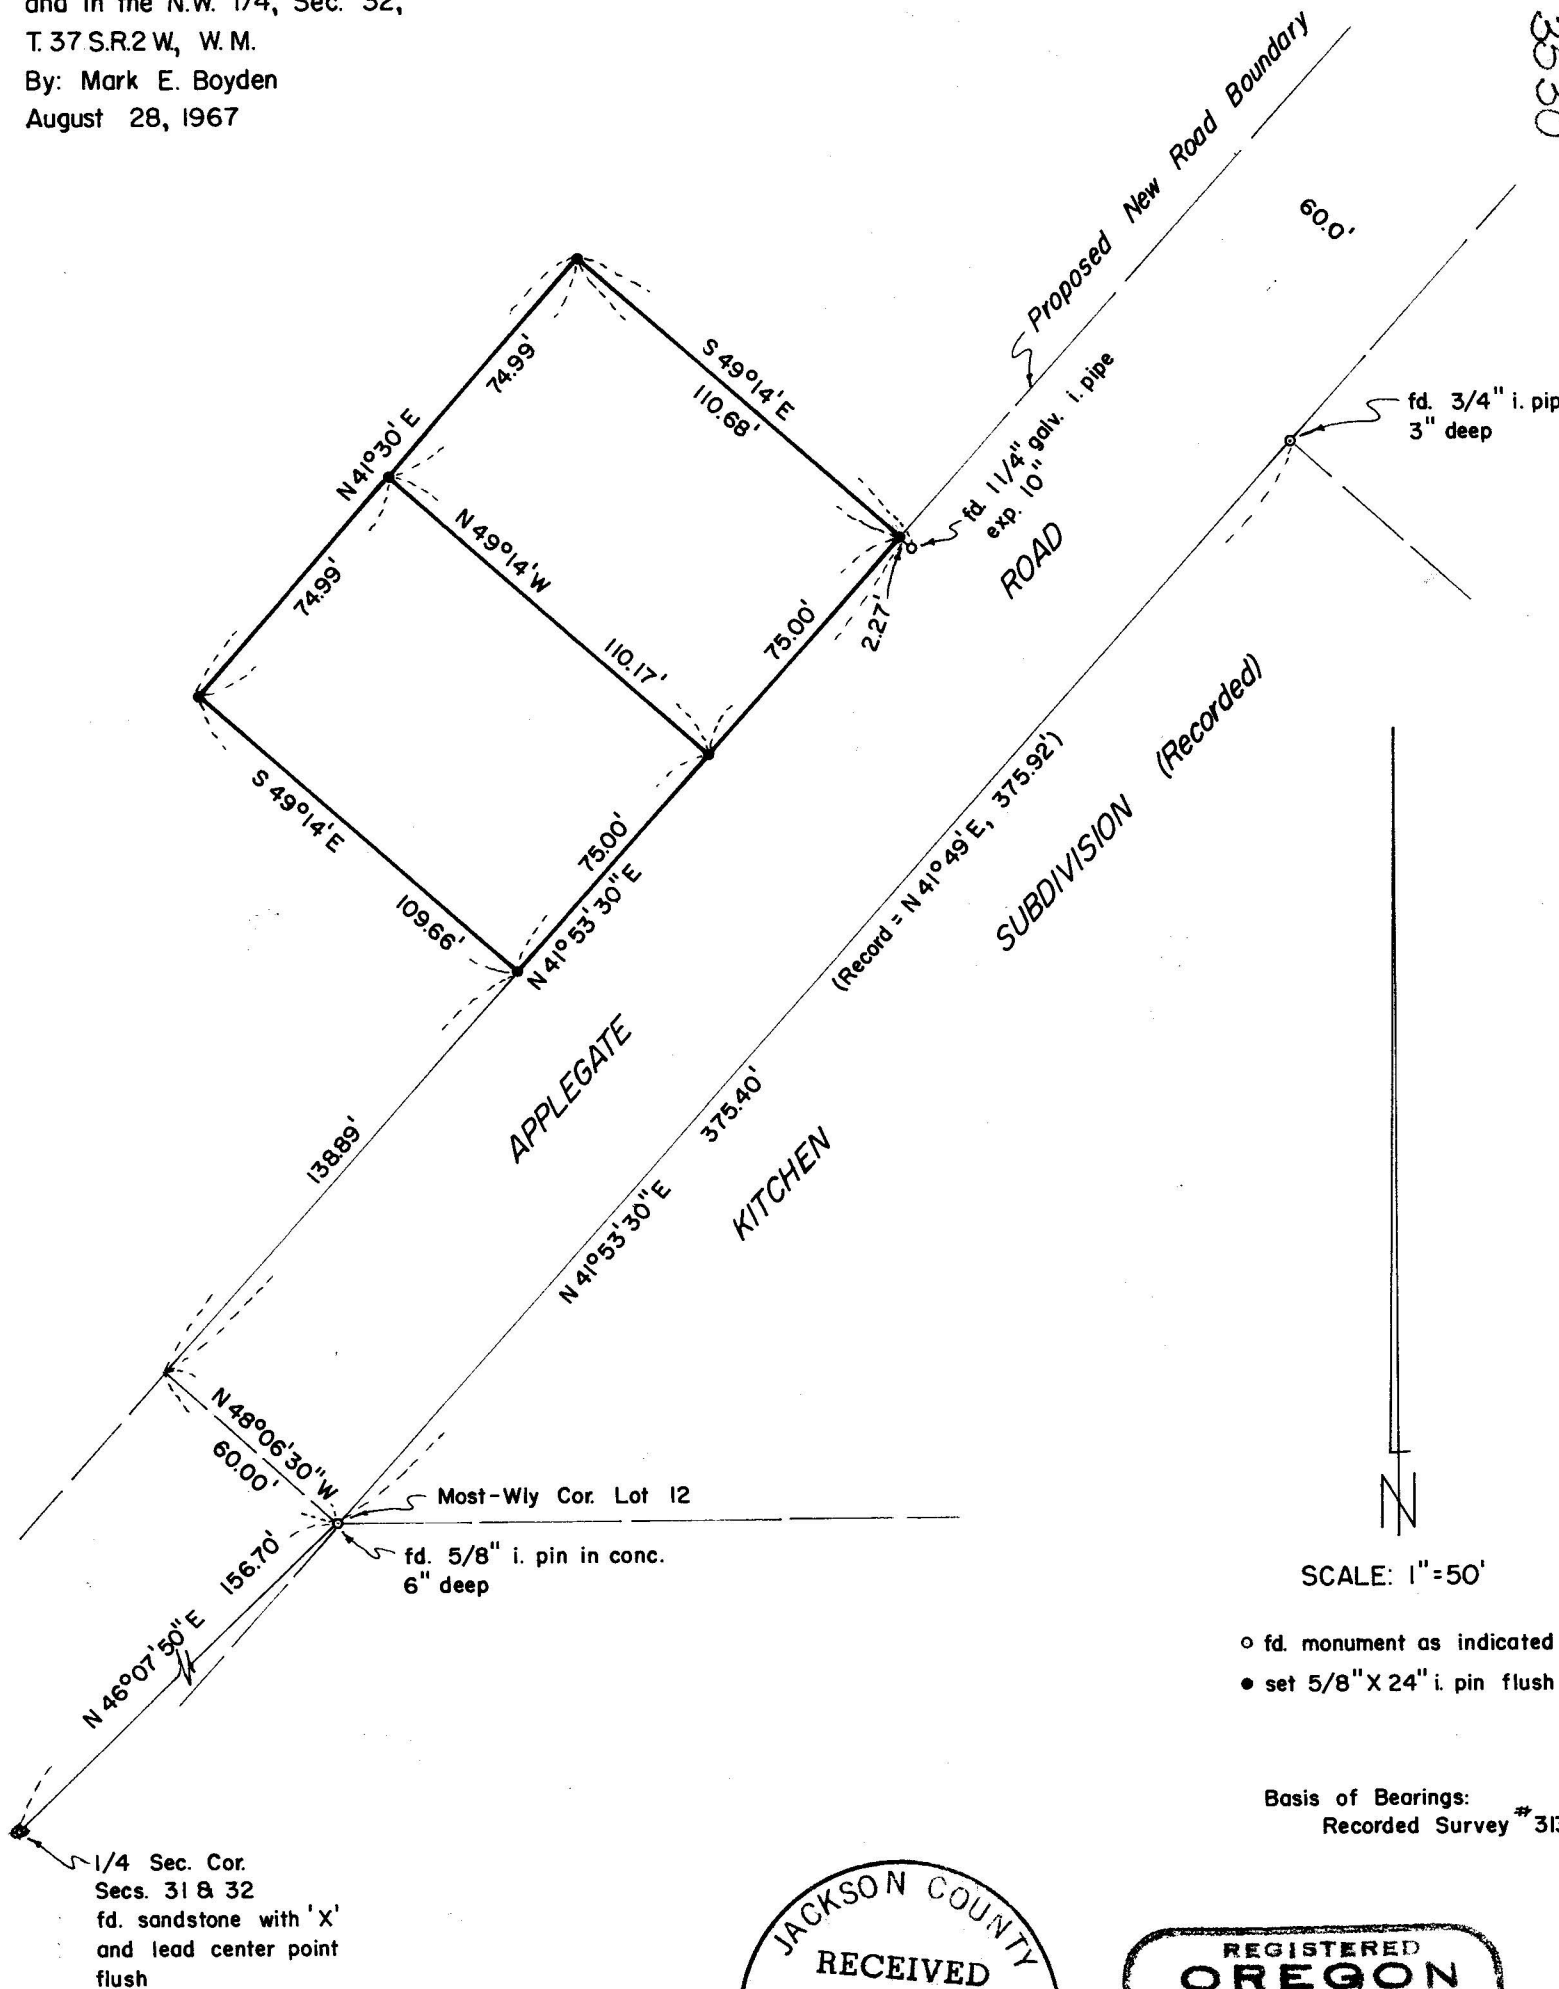 and in the N.W. 1/4, Sec. 32,
T. 37 S.R.2 W., W. M.
By: Mark E. Boyden
August 28, 1967
3530
Proposed New Road Boundary
60.0'
74.99'
S 49°14' E
110.68'
N 41°30' E
fd. 1 1/4" galv. i. pipe
exp. 10"
fd. 3/4" i. pip
3" deep
N 49°14' W
110.17'
74.99'
75.00'
2.27'
ROAD
S 49°14' E
109.66'
75.00'
N 41°53'30" E
(Record = N 41°49' E, 375.92')
SUBDIVISION (Recorded)
APPLEGATE
138.89'
375.40'
KITCHEN
N 41°53'30" E
N 48°06'30" W
60.00'
Most-Wly Cor. Lot 12
fd. 5/8" i. pin in conc.
6" deep
156.70'
N 46°07'50" E
N
SCALE: 1"=50'
o fd. monument as indicated
● set 5/8" X 24" i. pin flush
Basis of Bearings:
Recorded Survey #313
1/4 Sec. Cor.
Secs. 31 & 32
fd. sandstone with 'X'
and lead center point
flush
JACKSON COUNTY
RECEIVED
REGISTERED
OREGON